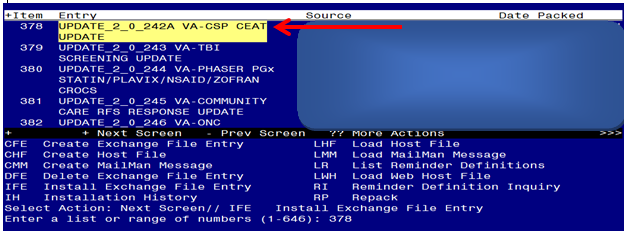 +Item Entry Source Date Packed
378 UPDATE_2_0_242A VA-CSP CEAT
UPDATE
379 UPDATE_2_0_243 VA-TBI
SCREENING UPDATE
380 UPDATE_2_0_244 VA-PHASER PGx
STATIN/PLAVIX/NSAID/ZOFRAN
CROCS
381 UPDATE_2_0_245 VA-COMMUNITY
CARE RFS RESPONSE UPDATE
382 UPDATE_2_0_246 VA-ONC
+ + Next Screen - Prev Screen ?? More Actions >>>
CFE Create Exchange File Entry LHF Load Host File
CHF Create Host File LMM Load MailMan Message
CMM Create MailMan Message LR List Reminder Definitions
DFE Delete Exchange File Entry LWH Load Web Host File
IFE Install Exchange File Entry RI Reminder Definition Inquiry
IH Installation History RP Repack
Select Action: Next Screen// IFE Install Exchange File Entry
Enter a list or range of numbers (1-646): 378